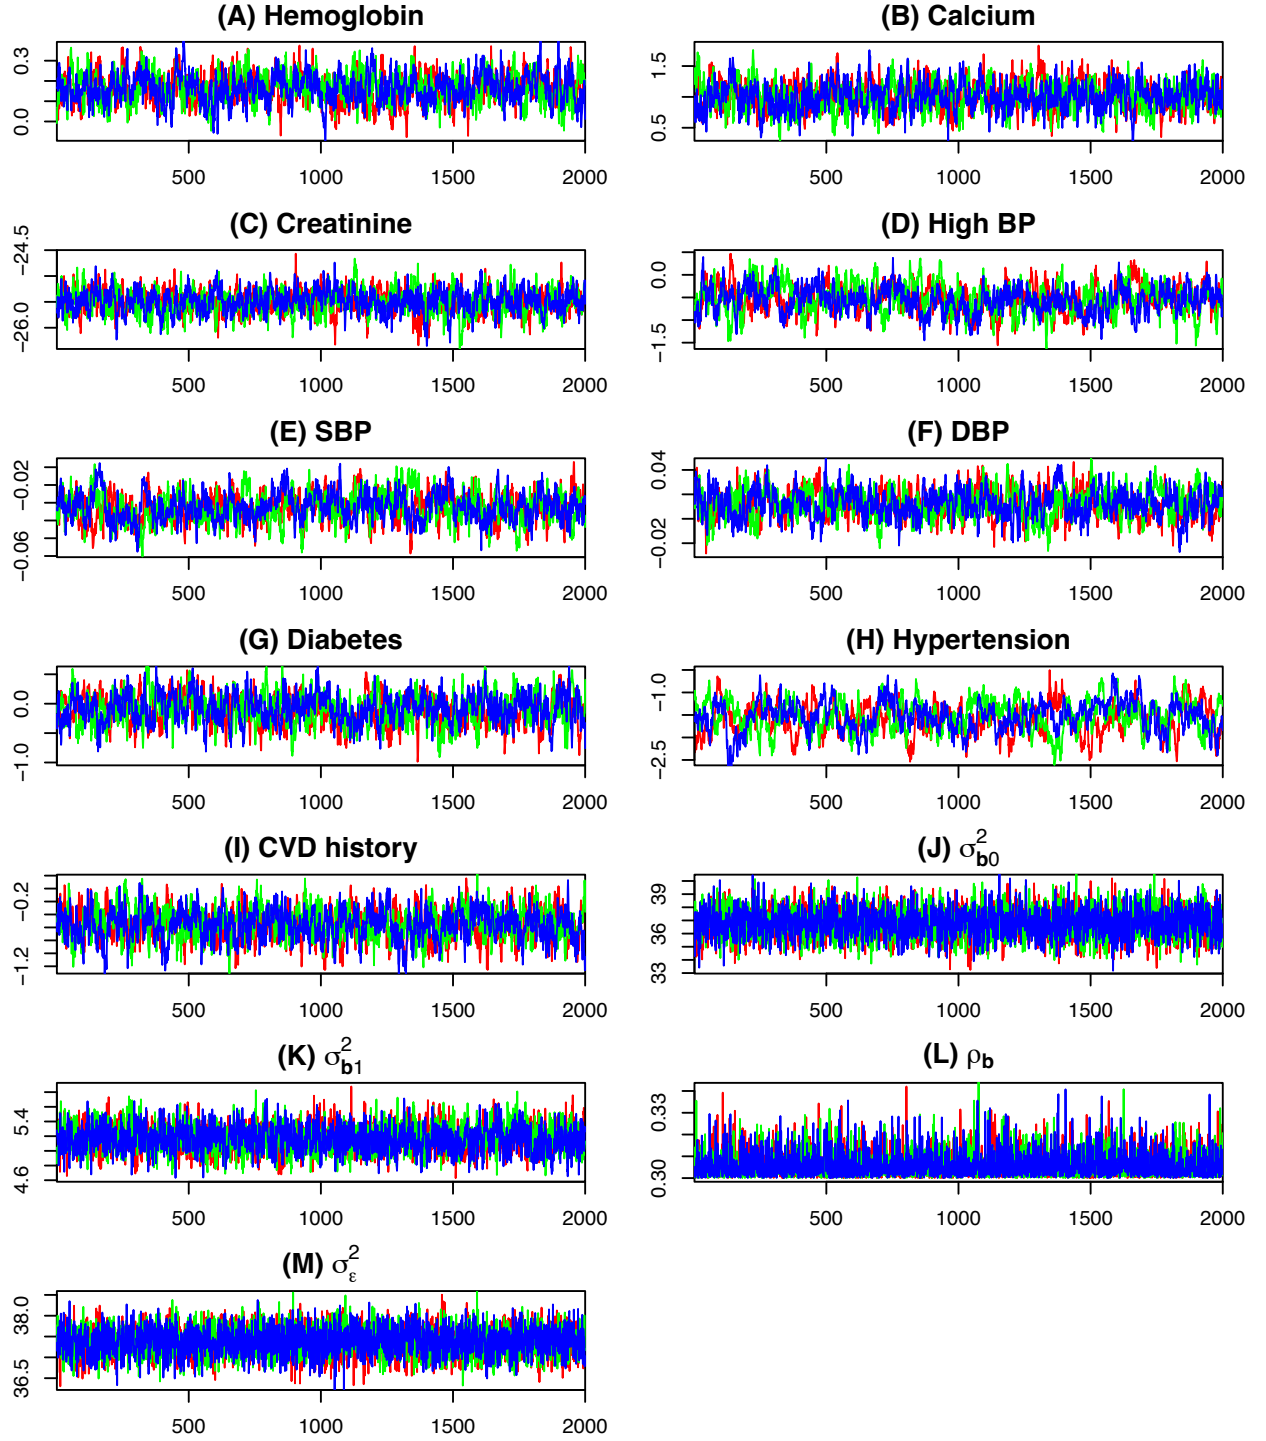 (A) Hemoglobin
0.0 0.3
500 1000 1500 2000
(B) Calcium
0.5 1.5
500 1000 1500 2000
(C) Creatinine
−26.0 −24.5
500 1000 1500 2000
(D) High BP
−1.5 0.0
500 1000 1500 2000
(E) SBP
−0.06 −0.02
500 1000 1500 2000
(F) DBP
−0.02 0.04
500 1000 1500 2000
(G) Diabetes
−1.0 0.0
500 1000 1500 2000
(H) Hypertension
−2.5 −1.0
500 1000 1500 2000
(I) CVD history
−1.2 −0.2
500 1000 1500 2000
(J) σ²b0
33 36 39
500 1000 1500 2000
(K) σ²b1
4.6 5.4
500 1000 1500 2000
(L) ρb
0.30 0.33
500 1000 1500 2000
(M) σ²ε
36.5 38.0
500 1000 1500 2000